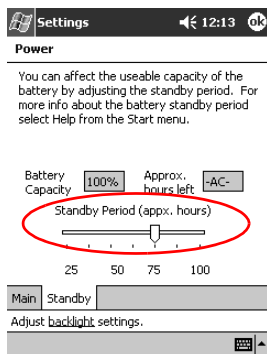 Settings 12:13 ok
Power
You can affect the useable capacity of the
battery by adjusting the standby period. For
more info about the battery standby period
select Help from the Start menu.
Battery Capacity 100% Approx. hours left -AC-
Standby Period (appx. hours)
25 50 75 100
Main Standby
Adjust backlight settings.